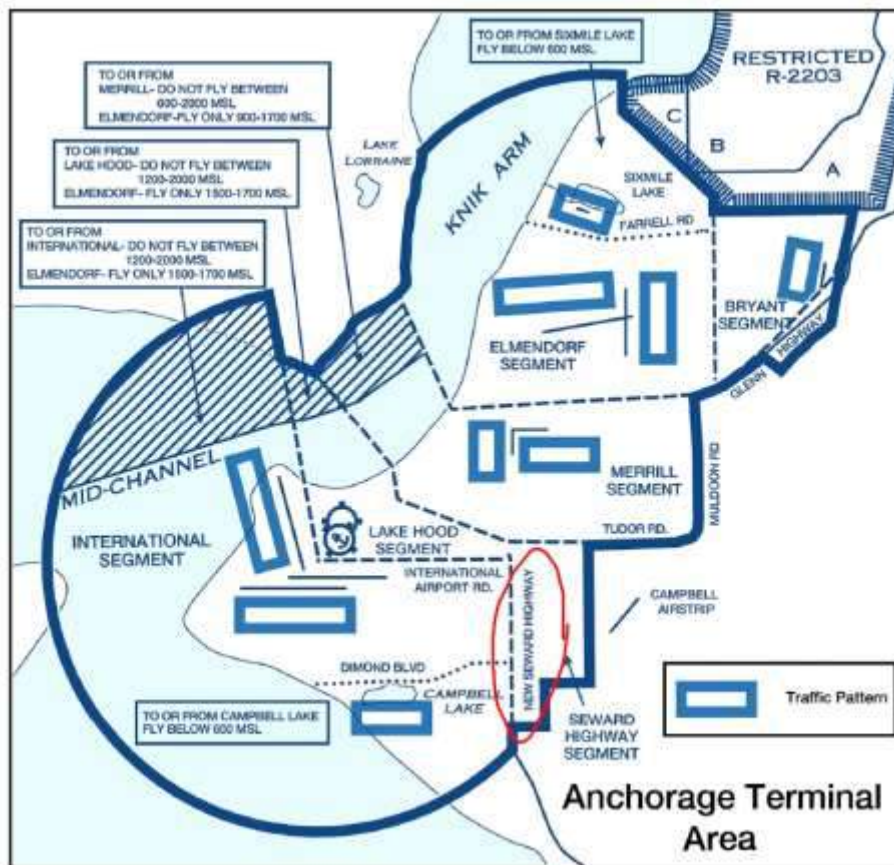 TO OR FROM SIXMILE LAKE
FLY BELOW 600 MSL
RESTRICTED
R-2203
TO OR FROM
MERRILL- DO NOT FLY BETWEEN
600-2000 MSL
ELMENDORF-FLY ONLY 900-1700 MSL
C
B
A
LAKE
LORRAINE
KNIK ARM
TO OR FROM
LAKE HOOD- DO NOT FLY BETWEEN
1200-2000 MSL
ELMENDORF- FLY ONLY 1500-1700 MSL
SIXMILE
LAKE
FARRELL RD
TO OR FROM
INTERNATIONAL- DO NOT FLY BETWEEN
1200-2000 MSL
ELMENDORF- FLY ONLY 1500-1700 MSL
BRYANT
SEGMENT
ELMENDORF
SEGMENT
GLENN
HIGHWAY
MID-CHANNEL
MERRILL
SEGMENT
MULDOON RD
INTERNATIONAL
SEGMENT
LAKE HOOD
SEGMENT
TUDOR RD.
INTERNATIONAL
AIRPORT RD.
NEW SEWARD HIGHWAY
CAMPBELL
AIRSTRIP
DIMOND BLVD
CAMPBELL
LAKE
TO OR FROM CAMPBELL LAKE
FLY BELOW 600 MSL
SEWARD
HIGHWAY
SEGMENT
Traffic Pattern
Anchorage Terminal
Area